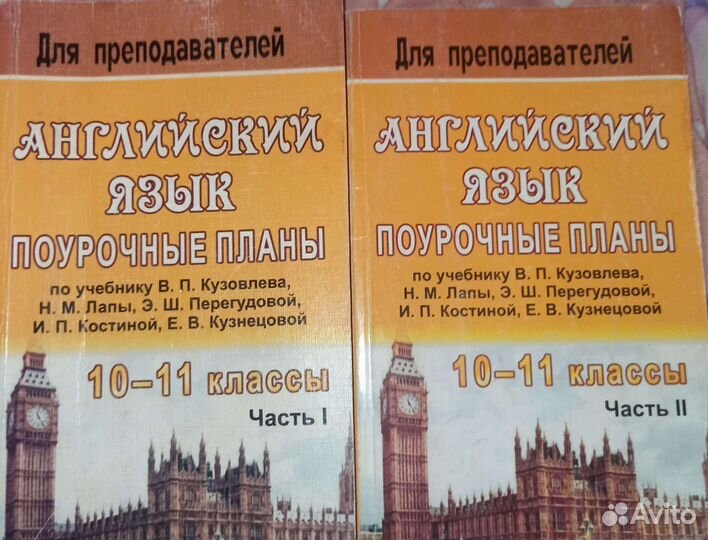 Для преподавателей
АНГЛИЙСКИЙ
ЯЗЫК
ПОУРОЧНЫЕ ПЛАНЫ
по учебнику В. П. Кузовлева,
Н. М. Лапы, Э. Ш. Перегудовой,
И. П. Костиной, Е. В. Кузнецовой
10–11 классы
Часть I
Для преподавателей
АНГЛИЙСКИЙ
ЯЗЫК
ПОУРОЧНЫЕ ПЛАНЫ
по учебнику В. П. Кузовлева,
Н. М. Лапы, Э. Ш. Перегудовой,
И. П. Костиной, Е. В. Кузнецовой
10–11 классы
Часть II
Avito